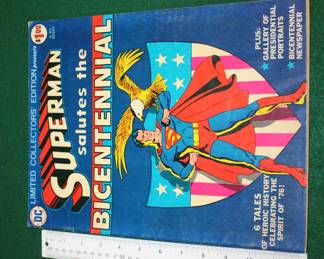 DC
LIMITED COLLECTORS' EDITION presents
$1.00
SUPERMAN
salutes the
BICENTENNIAL
PLUS:
GALLERY OF
PRESIDENTIAL
PORTRAITS
★ BICENTENNIAL
NEWSPAPER
6 TALES
OF HEROIC HISTORY
CELEBRATING THE
SPIRIT OF '76!